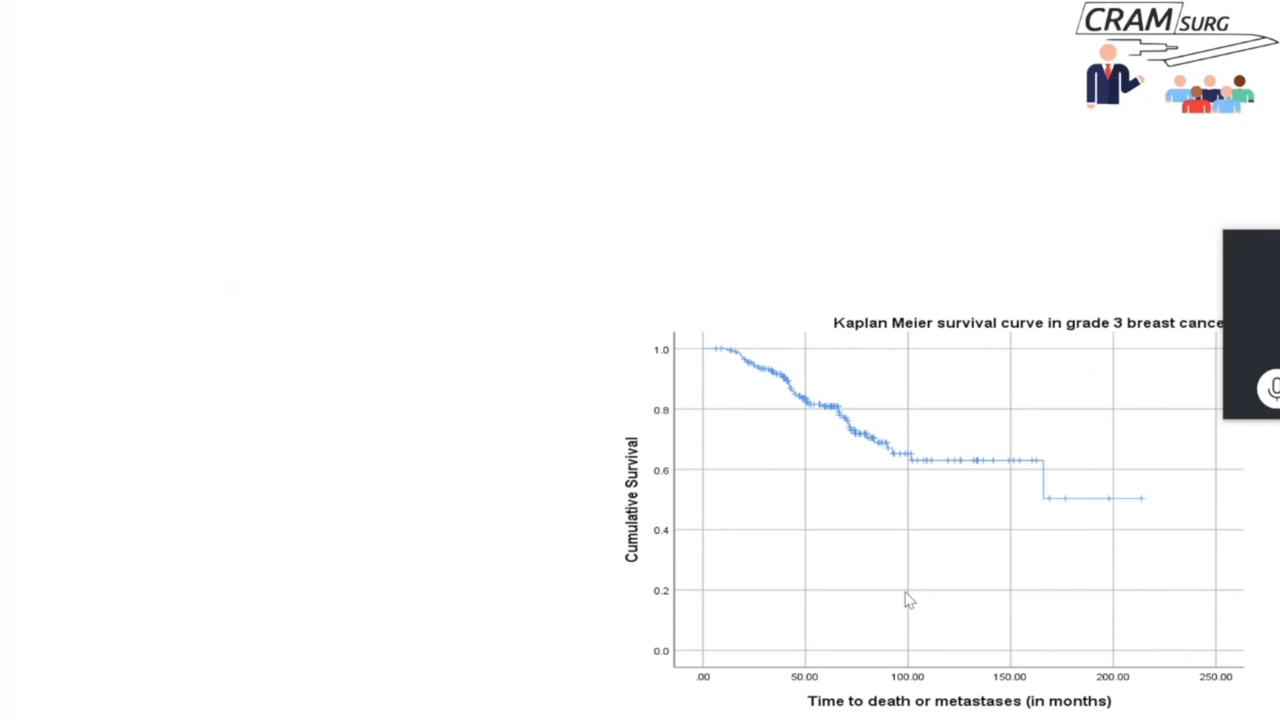 CRAM SURG
Kaplan Meier survival curve in grade 3 breast cance
1.0
0.8
0.6
0.4
0.2
0.0
Cumulative Survival
.00 50.00 100.00 150.00 200.00 250.00
Time to death or metastases (in months)